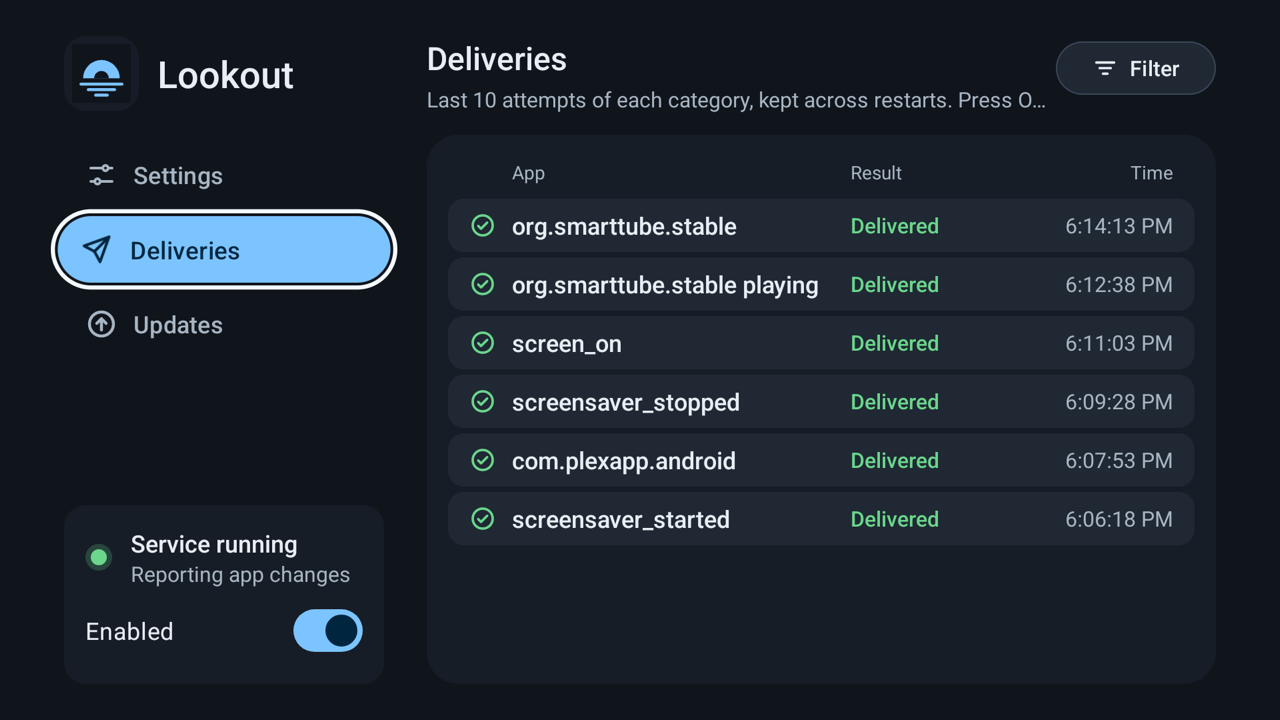 Lookout
Settings
Deliveries
Updates
Service running
Reporting app changes
Enabled
Deliveries
Last 10 attempts of each category, kept across restarts. Press O…
Filter
App Result Time
org.smarttube.stable Delivered 6:14:13 PM
org.smarttube.stable playing Delivered 6:12:38 PM
screen_on Delivered 6:11:03 PM
screensaver_stopped Delivered 6:09:28 PM
com.plexapp.android Delivered 6:07:53 PM
screensaver_started Delivered 6:06:18 PM